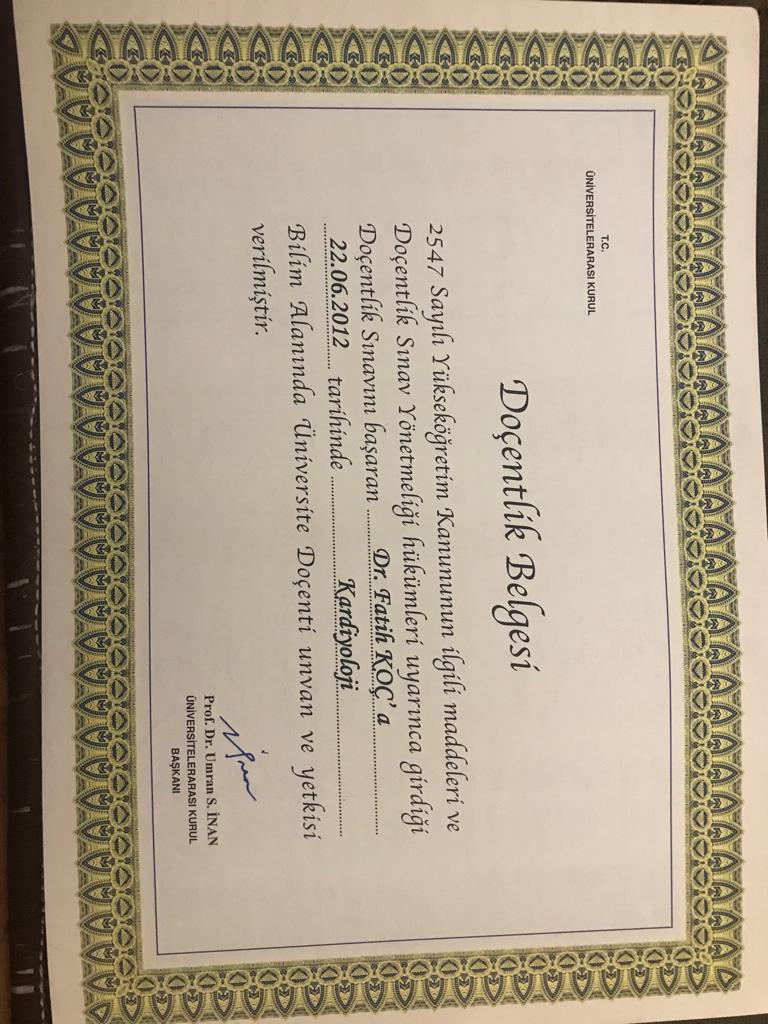 T.C.
ÜNİVERSİTELERARASI KURUL
Doçentlik Belgesi
2547 Sayılı Yükseköğretim Kanununun ilgili maddeleri ve
Doçentlik Sınav Yönetmeliği hükümleri uyarınca girdiği
Doçentlik Sınavını başaran Dr. Fatih KOÇ' a
22.06.2012 tarihinde Kardiyoloji
Bilim Alanında Üniversite Doçenti unvan ve yetkisi
verilmiştir.
Prof. Dr. Umran S. İNAN
ÜNİVERSİTELERARASI KURUL
BAŞKANI